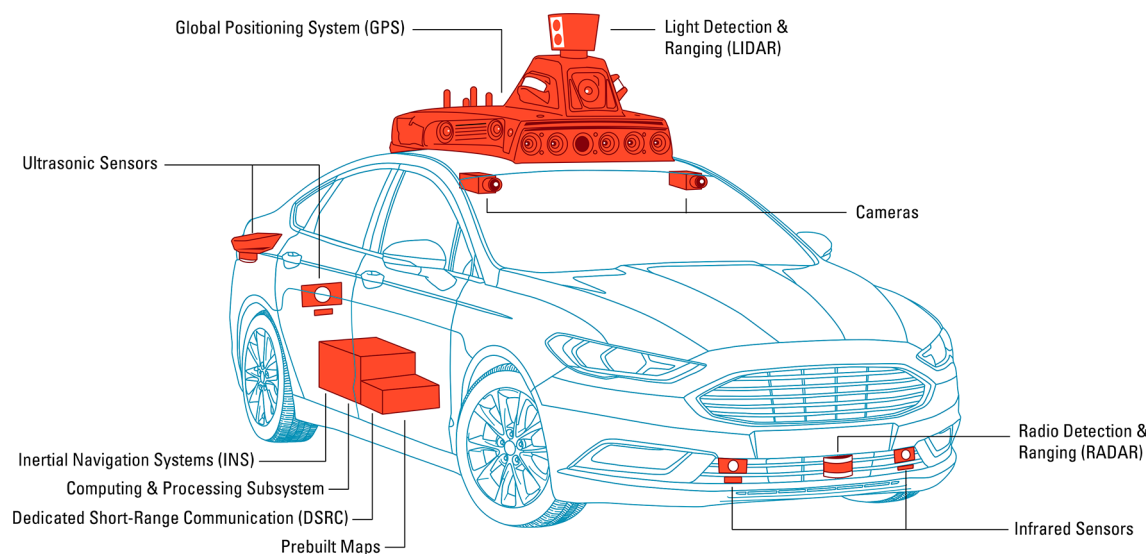 Global Positioning System (GPS)
Light Detection &
Ranging (LIDAR)
Ultrasonic Sensors
Cameras
Radio Detection &
Ranging (RADAR)
Inertial Navigation Systems (INS)
Computing & Processing Subsystem
Dedicated Short-Range Communication (DSRC)
Infrared Sensors
Prebuilt Maps